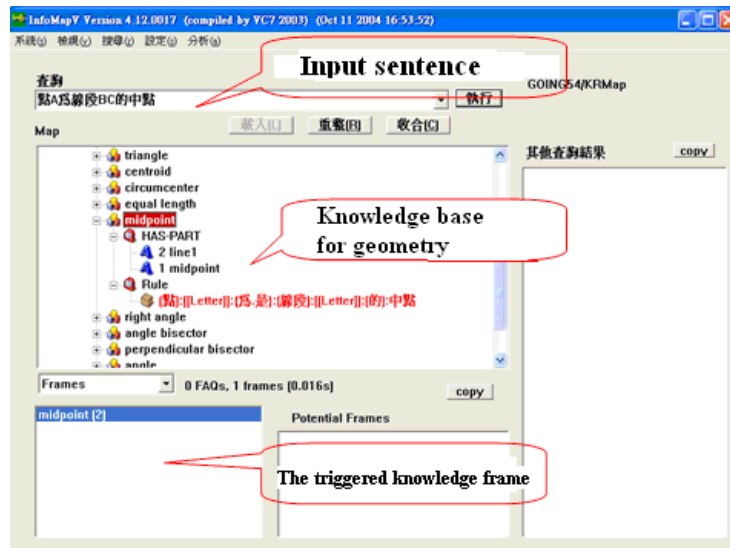 InfoMapV Version 4.12.0017 (compiled by VC7 2003) (Oct 11 2004 16:53:52)
系統(s) 檢視(v) 搜尋(i) 設定(s) 分析(a)
Input sentence
GOING54/KRMap
查詢
點A為線段BC的中點
執行
Map
載入(L)
重整(R)
收合(C)
其他查詢結果
copy
triangle
centroid
circumcenter
equal length
midpoint
HAS-PART
2 line1
1 midpoint
Rule
(點):[[Letter]]:(為.是):(線段):[[Letter]]:(的):中點
right angle
angle bisector
perpendicular bisector
angle
Knowledge base
for geometry
Frames
0 FAQs, 1 frames (0.016s)
copy
midpoint (2)
Potential Frames
The triggered knowledge frame